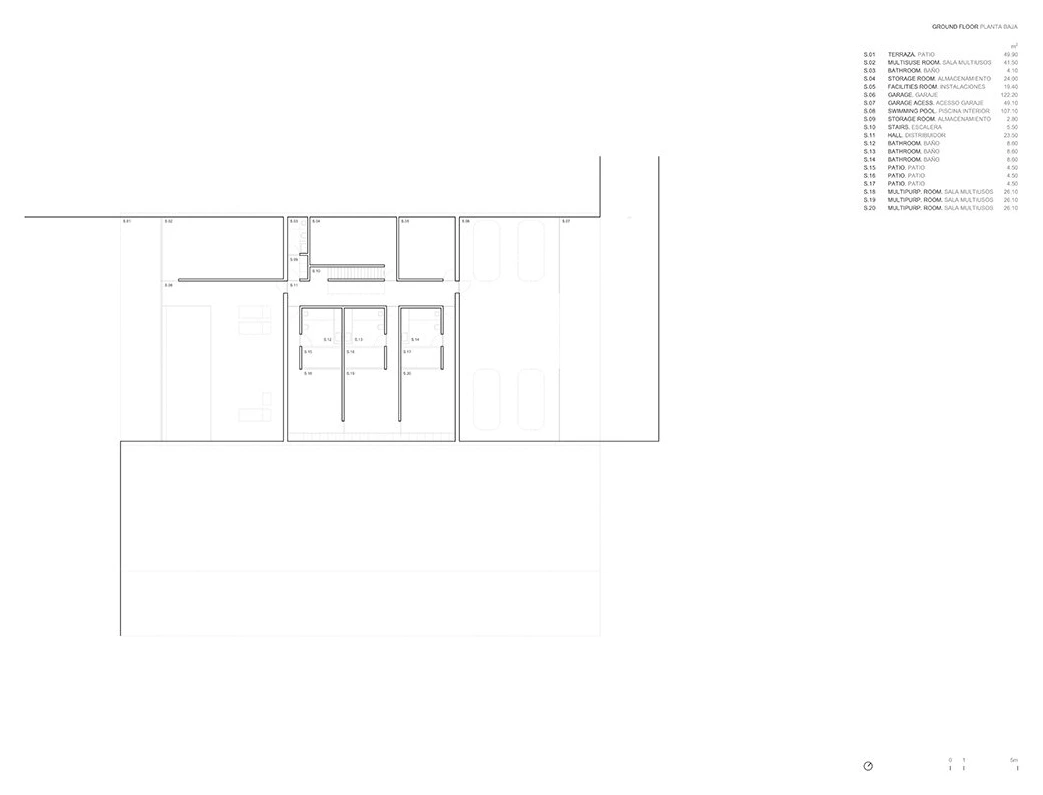 GROUND FLOOR PLANTA BAJA
m²
S.01 TERRAZA. PATIO 49.90
S.02 MULTISUSE ROOM. SALA MULTIUSOS 41.50
S.03 BATHROOM. BAÑO 4.10
S.04 STORAGE ROOM. ALMACENAMIENTO 24.00
S.05 FACILITIES ROOM. INSTALACIONES 19.40
S.06 GARAGE. GARAJE 122.20
S.07 GARAGE ACESS. ACESSO GARAJE 49.10
S.08 SWIMMING POOL. PISCINA INTERIOR 107.10
S.09 STORAGE ROOM. ALMACENAMIENTO 2.80
S.10 STAIRS. ESCALERA 5.50
S.11 HALL. DISTRIBUIDOR 23.50
S.12 BATHROOM. BAÑO 8.60
S.13 BATHROOM. BAÑO 8.60
S.14 BATHROOM. BAÑO 8.60
S.15 PATIO. PATIO 4.50
S.16 PATIO. PATIO 4.50
S.17 PATIO. PATIO 4.50
S.18 MULTIPURP. ROOM. SALA MULTIUSOS 26.10
S.19 MULTIPURP. ROOM. SALA MULTIUSOS 26.10
S.20 MULTIPURP. ROOM. SALA MULTIUSOS 26.10
S.01 S.02 S.03 S.04 S.05 S.06 S.07
S.09
S.10
S.08 S.11
S.12 S.13 S.14
S.15 S.16 S.17
S.18 S.19 S.20
0 1 5m